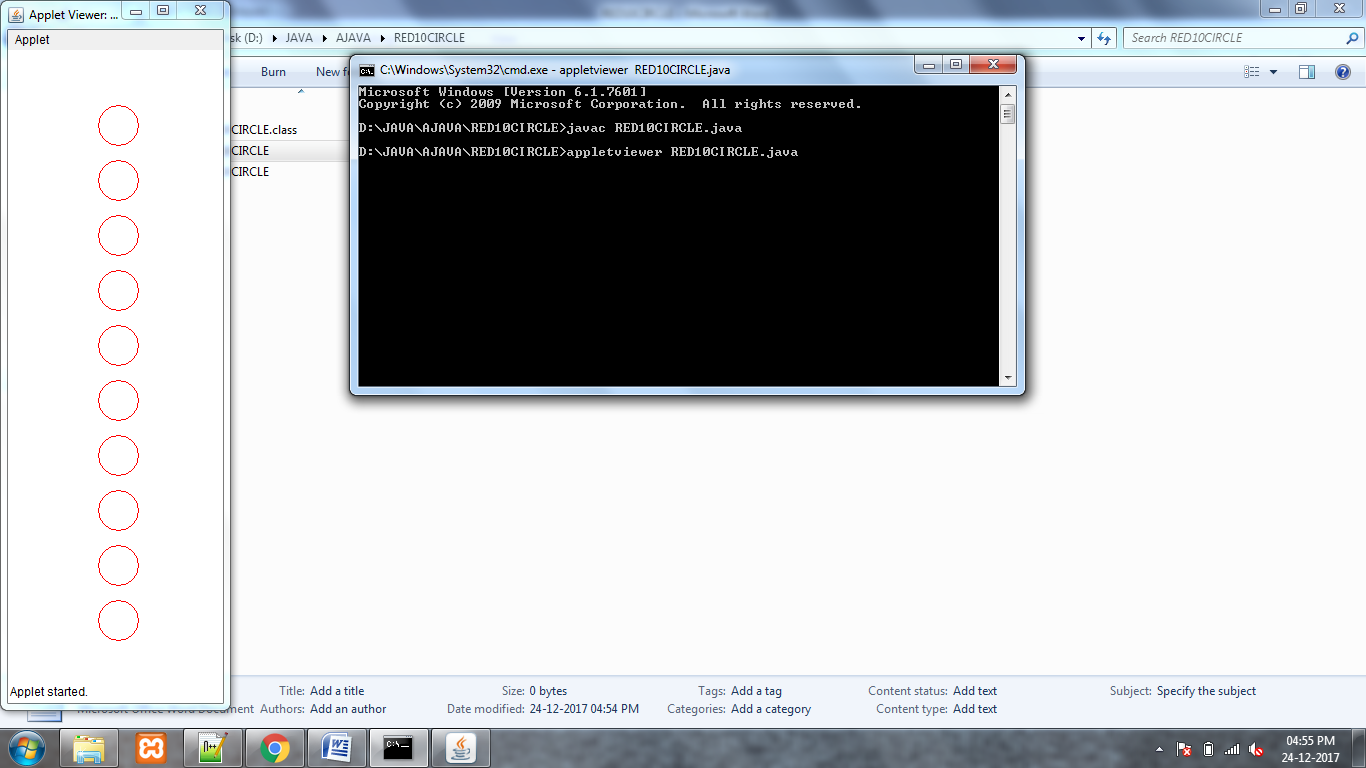 Applet Viewer: ...
Applet
Applet started.
sk (D:) JAVA AJAVA RED10CIRCLE
Search RED10CIRCLE
Burn
New f
CIRCLE.class
CIRCLE
CIRCLE
C:\Windows\System32\cmd.exe - appletviewer RED10CIRCLE.java
Microsoft Windows [Version 6.1.7601]
Copyright (c) 2009 Microsoft Corporation. All rights reserved.
D:\JAVA\AJAVA\RED10CIRCLE>javac RED10CIRCLE.java
D:\JAVA\AJAVA\RED10CIRCLE>appletviewer RED10CIRCLE.java
Title: Add a title Size: 0 bytes Tags: Add a tag Content status: Add text Subject: Specify the subject
Microsoft Office Word Document Authors: Add an author Date modified: 24-12-2017 04:54 PM Categories: Add a category Content type: Add text
04:55 PM
24-12-2017